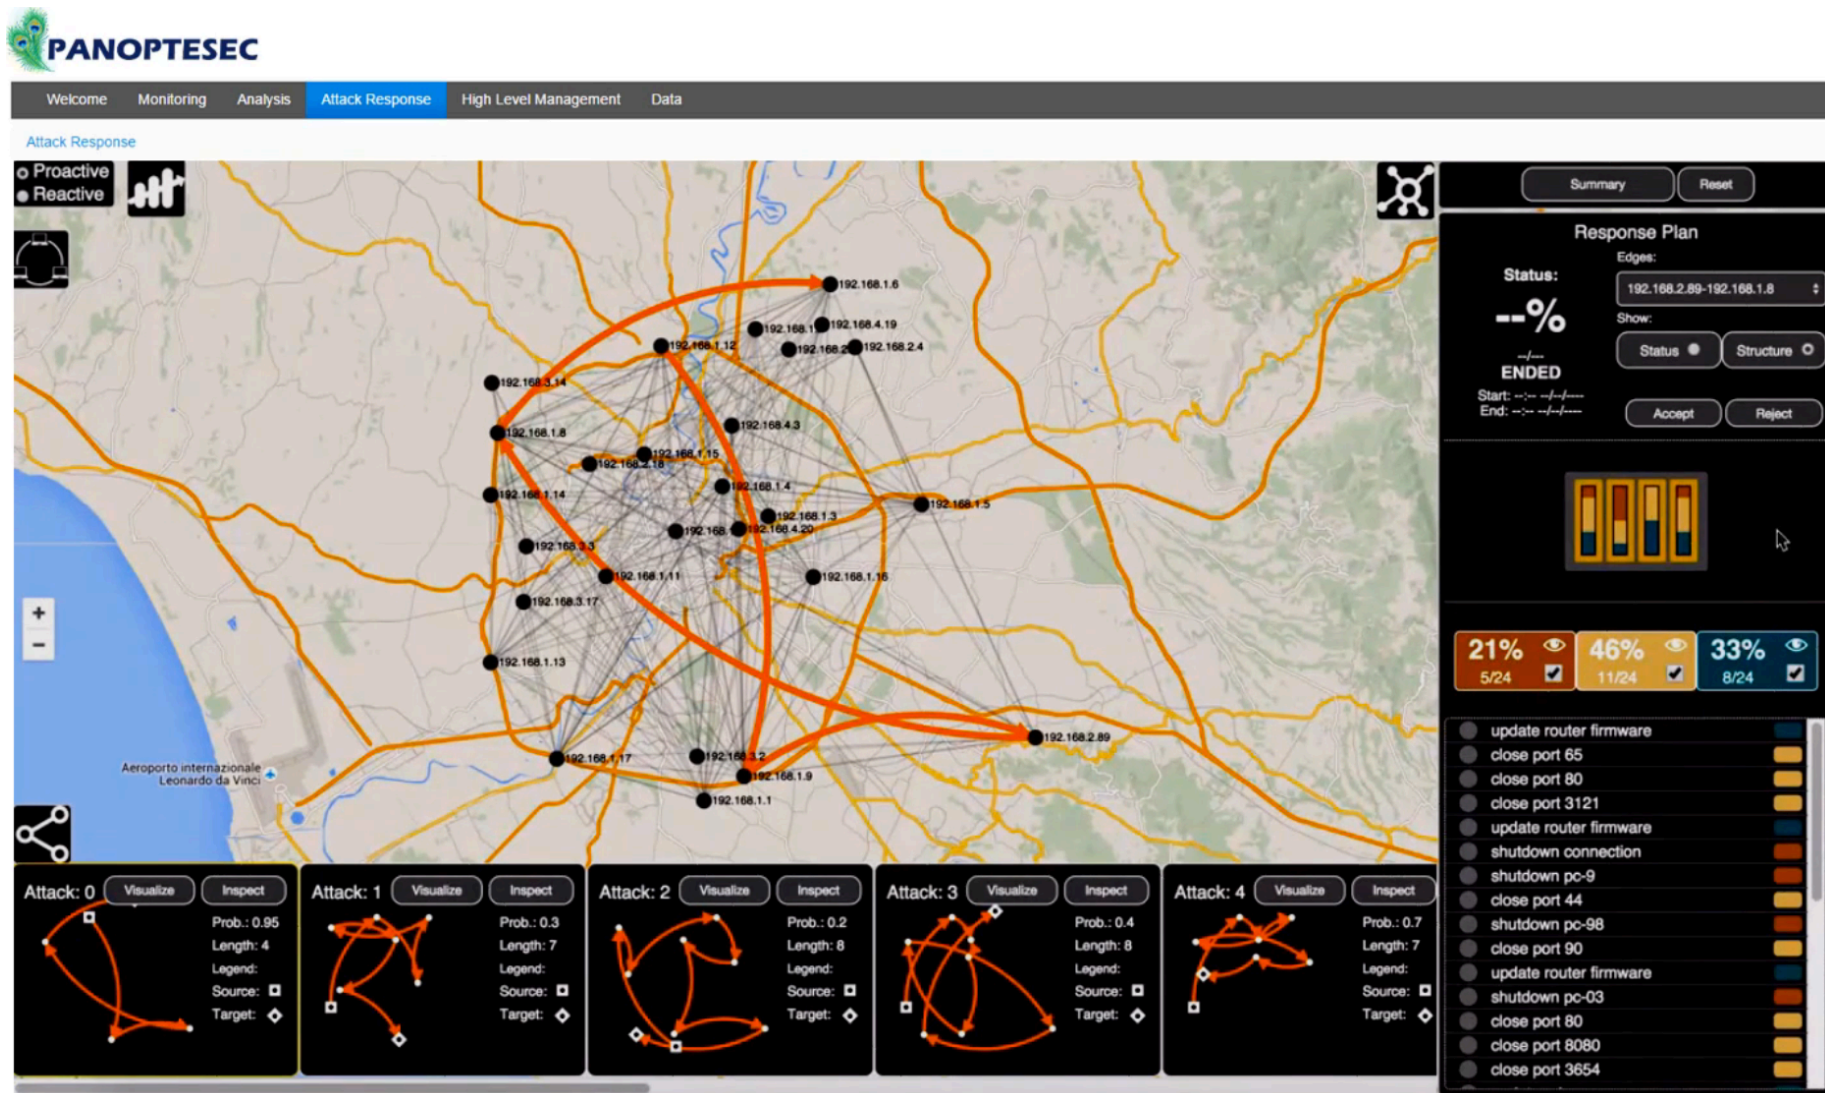 PANOPTESEC
Welcome Monitoring Analysis Attack Response High Level Management Data
Attack Response
Proactive
Reactive
192.168.1.6
192.168.4.19
192.168.1.12
192.168.2.4
192.168.3.14
192.168.4.3
192.168.1.8
192.168.1.15
192.168.2.18
192.168.1.4
192.168.1.14
192.168.1.5
192.168.1.3
192.168.4.20
192.168.3.3
192.168.1.11
192.168.1.16
192.168.3.17
192.168.1.13
192.168.2.89
192.168.1.17
192.168.3.2
192.168.1.9
192.168.1.1
+
−
Aeroporto internazionale
Leonardo da Vinci
Summary Reset
Response Plan
Edges:
Status:
192.168.2.89-192.168.1.8
--%
Show:
Status Structure
--/---
ENDED
Start: --:-- --/--/----
End: --:-- --/--/----
Accept Reject
21% 46% 33%
5/24 11/24 8/24
update router firmware
close port 65
close port 80
close port 3121
update router firmware
shutdown connection
shutdown pc-9
close port 44
shutdown pc-98
close port 90
update router firmware
shutdown pc-03
close port 80
close port 8080
close port 3654
Attack: 0 Visualize Inspect
Prob.: 0.95
Length: 4
Legend:
Source:
Target:
Attack: 1 Visualize Inspect
Prob.: 0.3
Length: 7
Legend:
Source:
Target:
Attack: 2 Visualize Inspect
Prob.: 0.2
Length: 8
Legend:
Source:
Target:
Attack: 3 Visualize Inspect
Prob.: 0.4
Length: 8
Legend:
Source:
Target:
Attack: 4 Visualize Inspect
Prob.: 0.7
Length: 7
Legend:
Source:
Target: